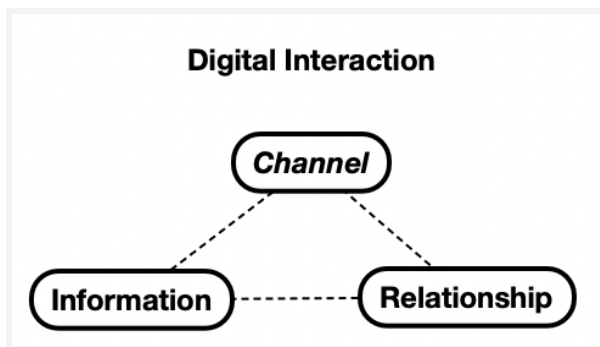 Digital Interaction
Channel
Information
Relationship